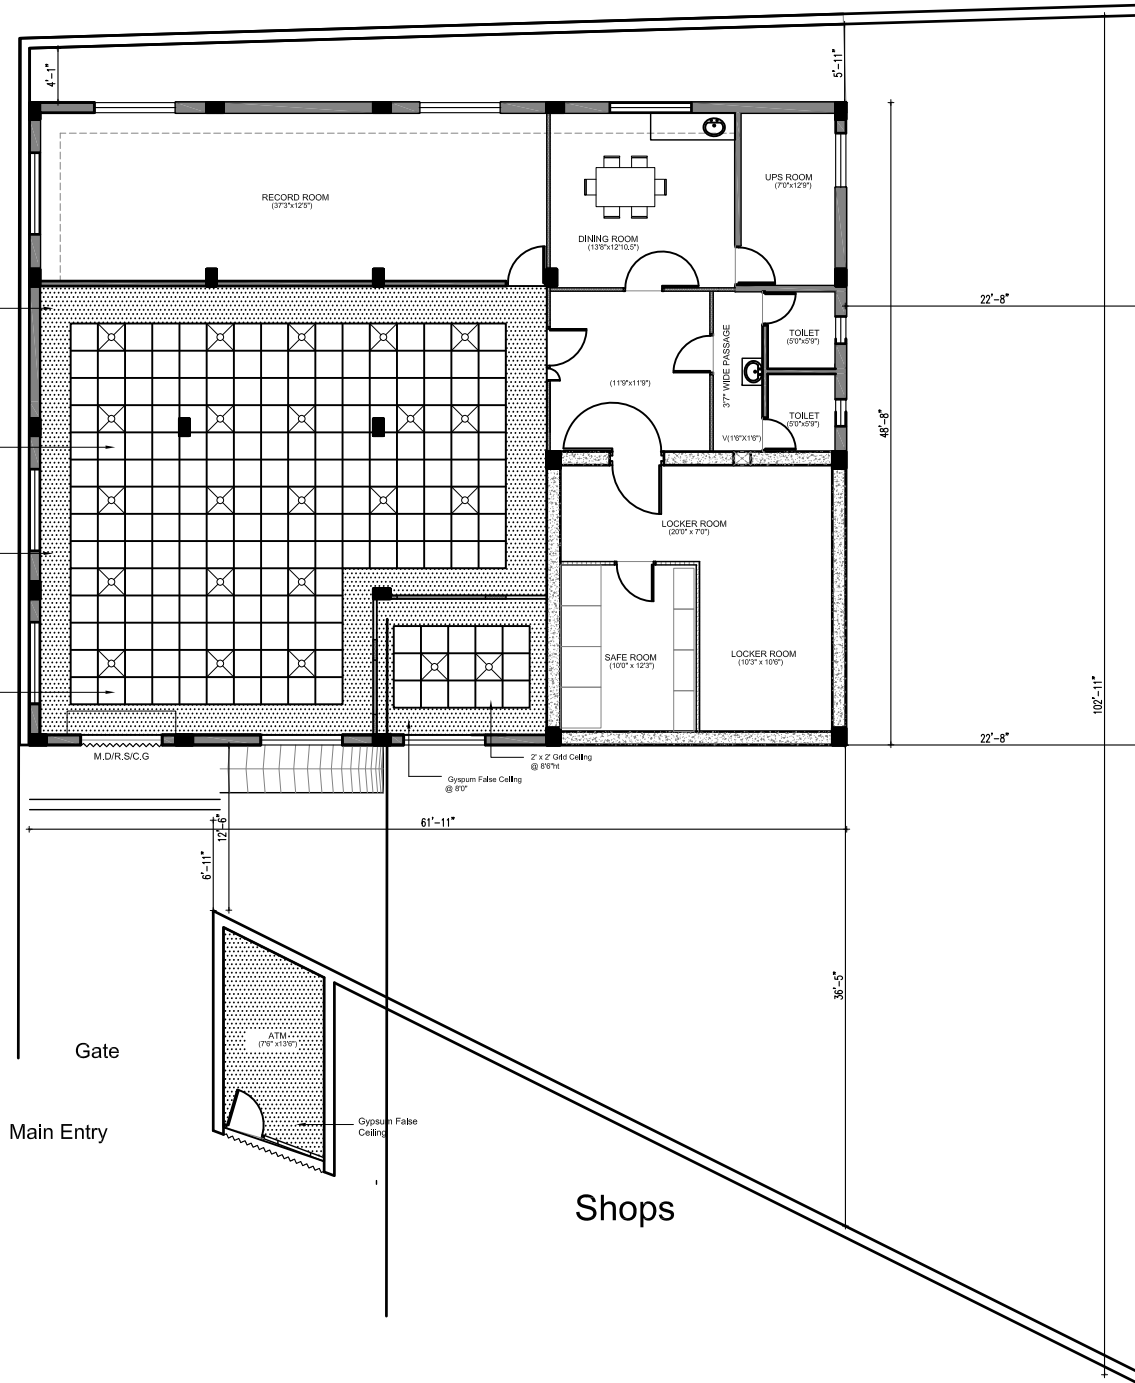 4'-1"
5'-11"
RECORD ROOM
(37'3"x12'5")
UPS ROOM
(7'0"x12'9")
DINING ROOM
(13'8"x12'10.5")
22'-8"
TOILET
(5'0"x5'9")
3'7" WIDE PASSAGE
(11'9"x11'9")
TOILET
(5'0"x5'9")
48'-8"
V(1'6"X1'6")
LOCKER ROOM
(20'0" x 7'0")
SAFE ROOM
(10'0" x 12'3")
LOCKER ROOM
(10'3" x 10'6")
102'-11"
22'-8"
M.D/R.S/C.G
2' x 2' Grid Ceiling
@ 8'6"ht
Gyspum False Ceiling
@ 8'0"
61'-11"
12'-6"
6'-11"
36'-5"
ATM
(7'6" x13'6")
Gate
Gypsum False
Ceiling
Main Entry
Shops